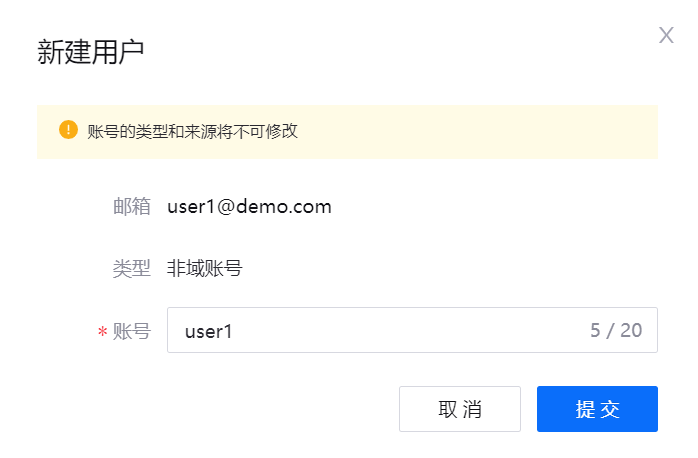 新建用户
X
账号的类型和来源将不可修改
邮箱 user1@demo.com
类型 非域账号
* 账号 user1 5 / 20
取 消 提 交